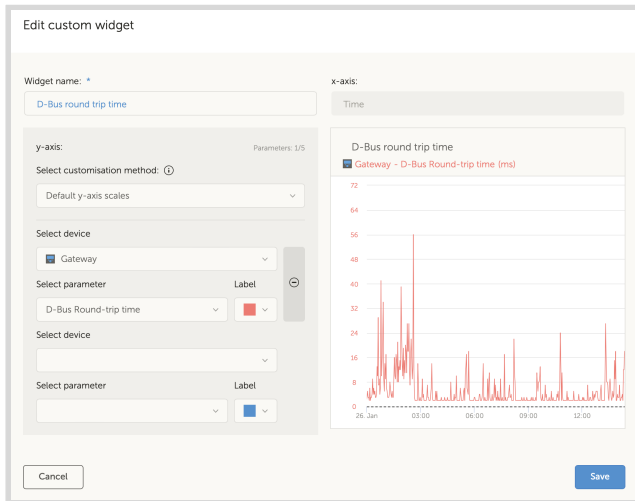 Edit custom widget
Widget name: *
D-Bus round trip time
x-axis:
Time
y-axis:
Parameters: 1/5
Select customisation method:
Default y-axis scales
Select device
Gateway
Select parameter
Label
D-Bus Round-trip time
Select device
Select parameter
Label
D-Bus round trip time
Gateway - D-Bus Round-trip time (ms)
72
64
56
48
40
32
24
16
8
0
26. Jan
03:00
06:00
09:00
12:00
Cancel
Save